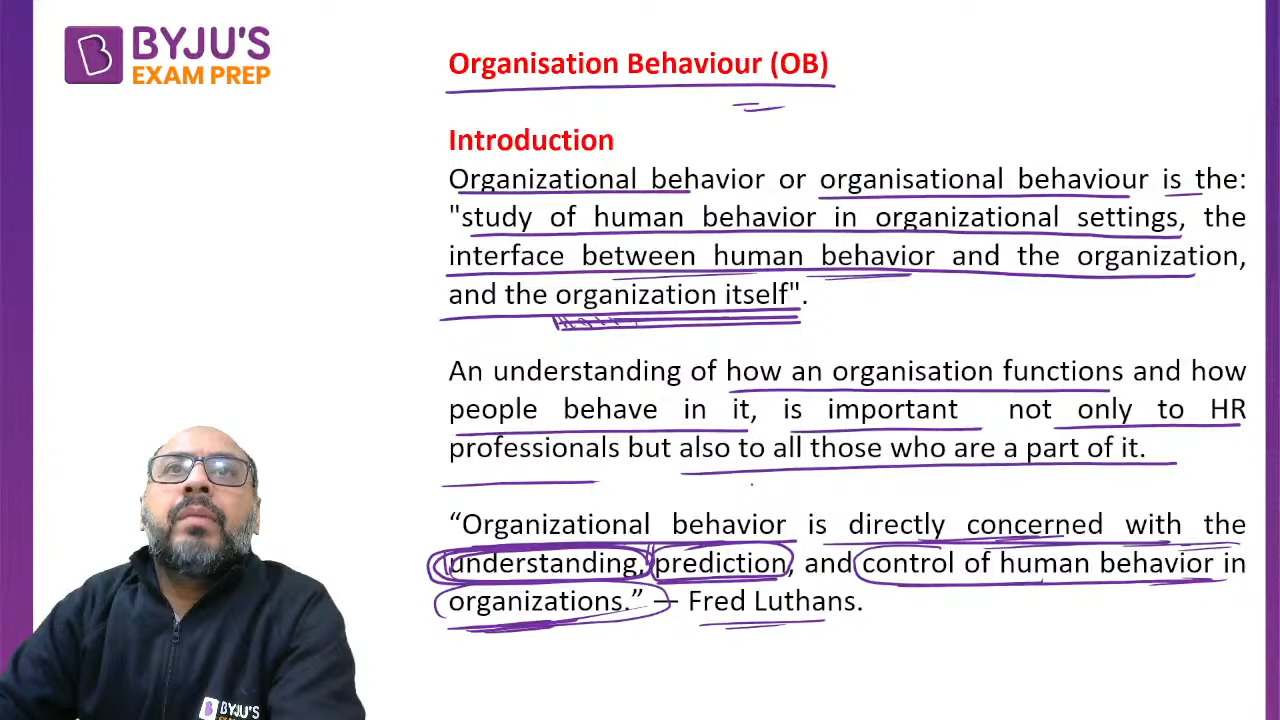 BYJU'S
EXAM PREP
Organisation Behaviour (OB)
Introduction
Organizational behavior or organisational behaviour is the:
"study of human behavior in organizational settings, the
interface between human behavior and the organization,
and the organization itself".
An understanding of how an organisation functions and how
people behave in it, is important not only to HR
professionals but also to all those who are a part of it.
“Organizational behavior is directly concerned with the
understanding, prediction, and control of human behavior in
organizations.” — Fred Luthans.
BYJU'S